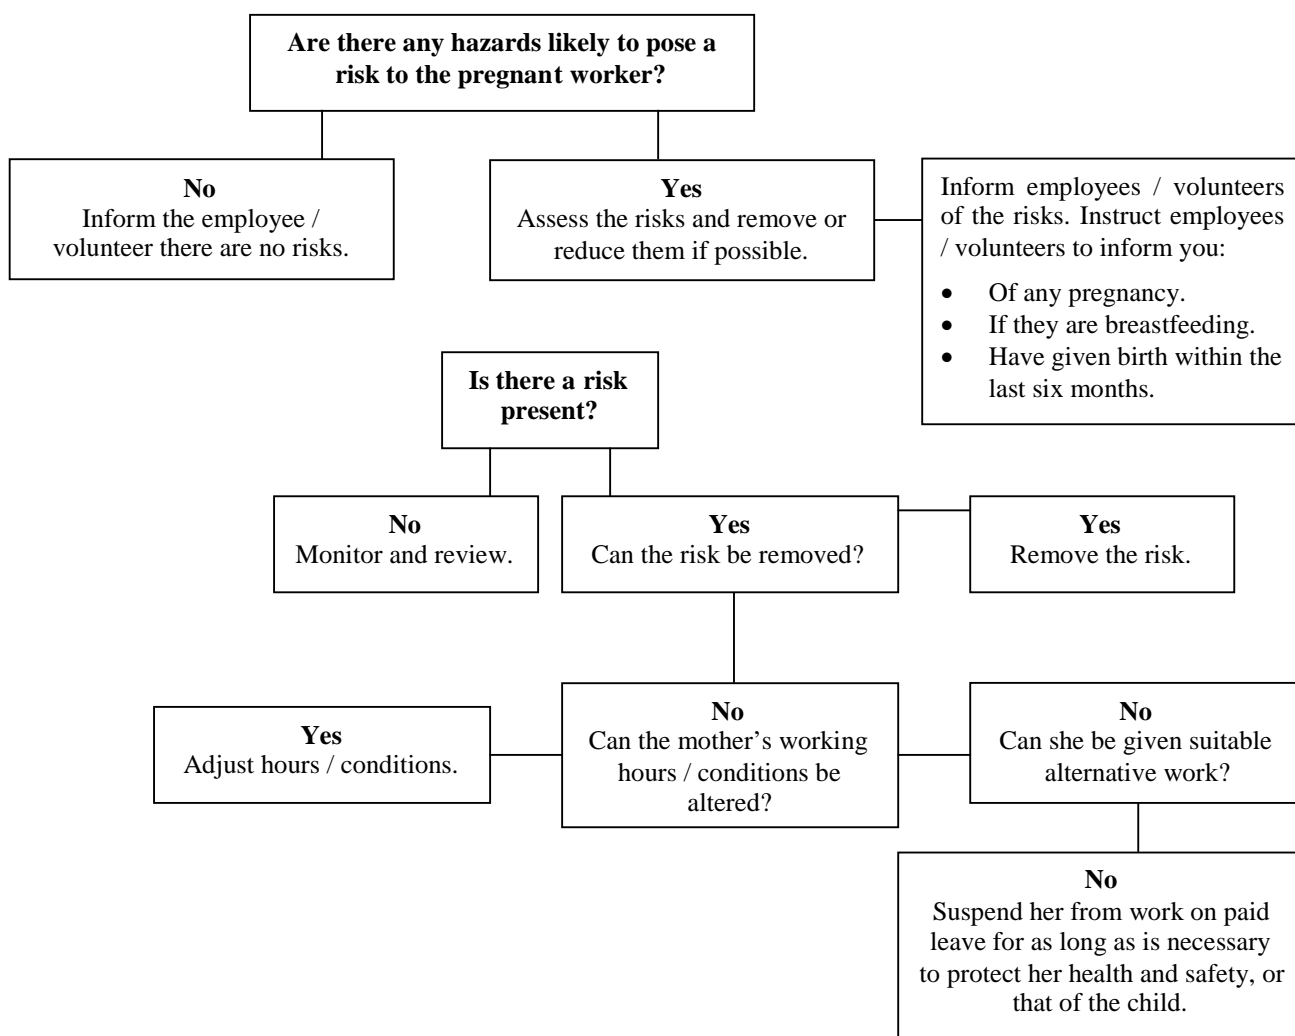 Are there any hazards likely to pose a
risk to the pregnant worker?
No
Inform the employee /
volunteer there are no risks.
Yes
Assess the risks and remove or
reduce them if possible.
Inform employees / volunteers
of the risks. Instruct employees
/ volunteers to inform you:
• Of any pregnancy.
• If they are breastfeeding.
• Have given birth within the
last six months.
Is there a risk
present?
No
Monitor and review.
Yes
Can the risk be removed?
Yes
Remove the risk.
Yes
Adjust hours / conditions.
No
Can the mother’s working
hours / conditions be
altered?
No
Can she be given suitable
alternative work?
No
Suspend her from work on paid
leave for as long as is necessary
to protect her health and safety, or
that of the child.